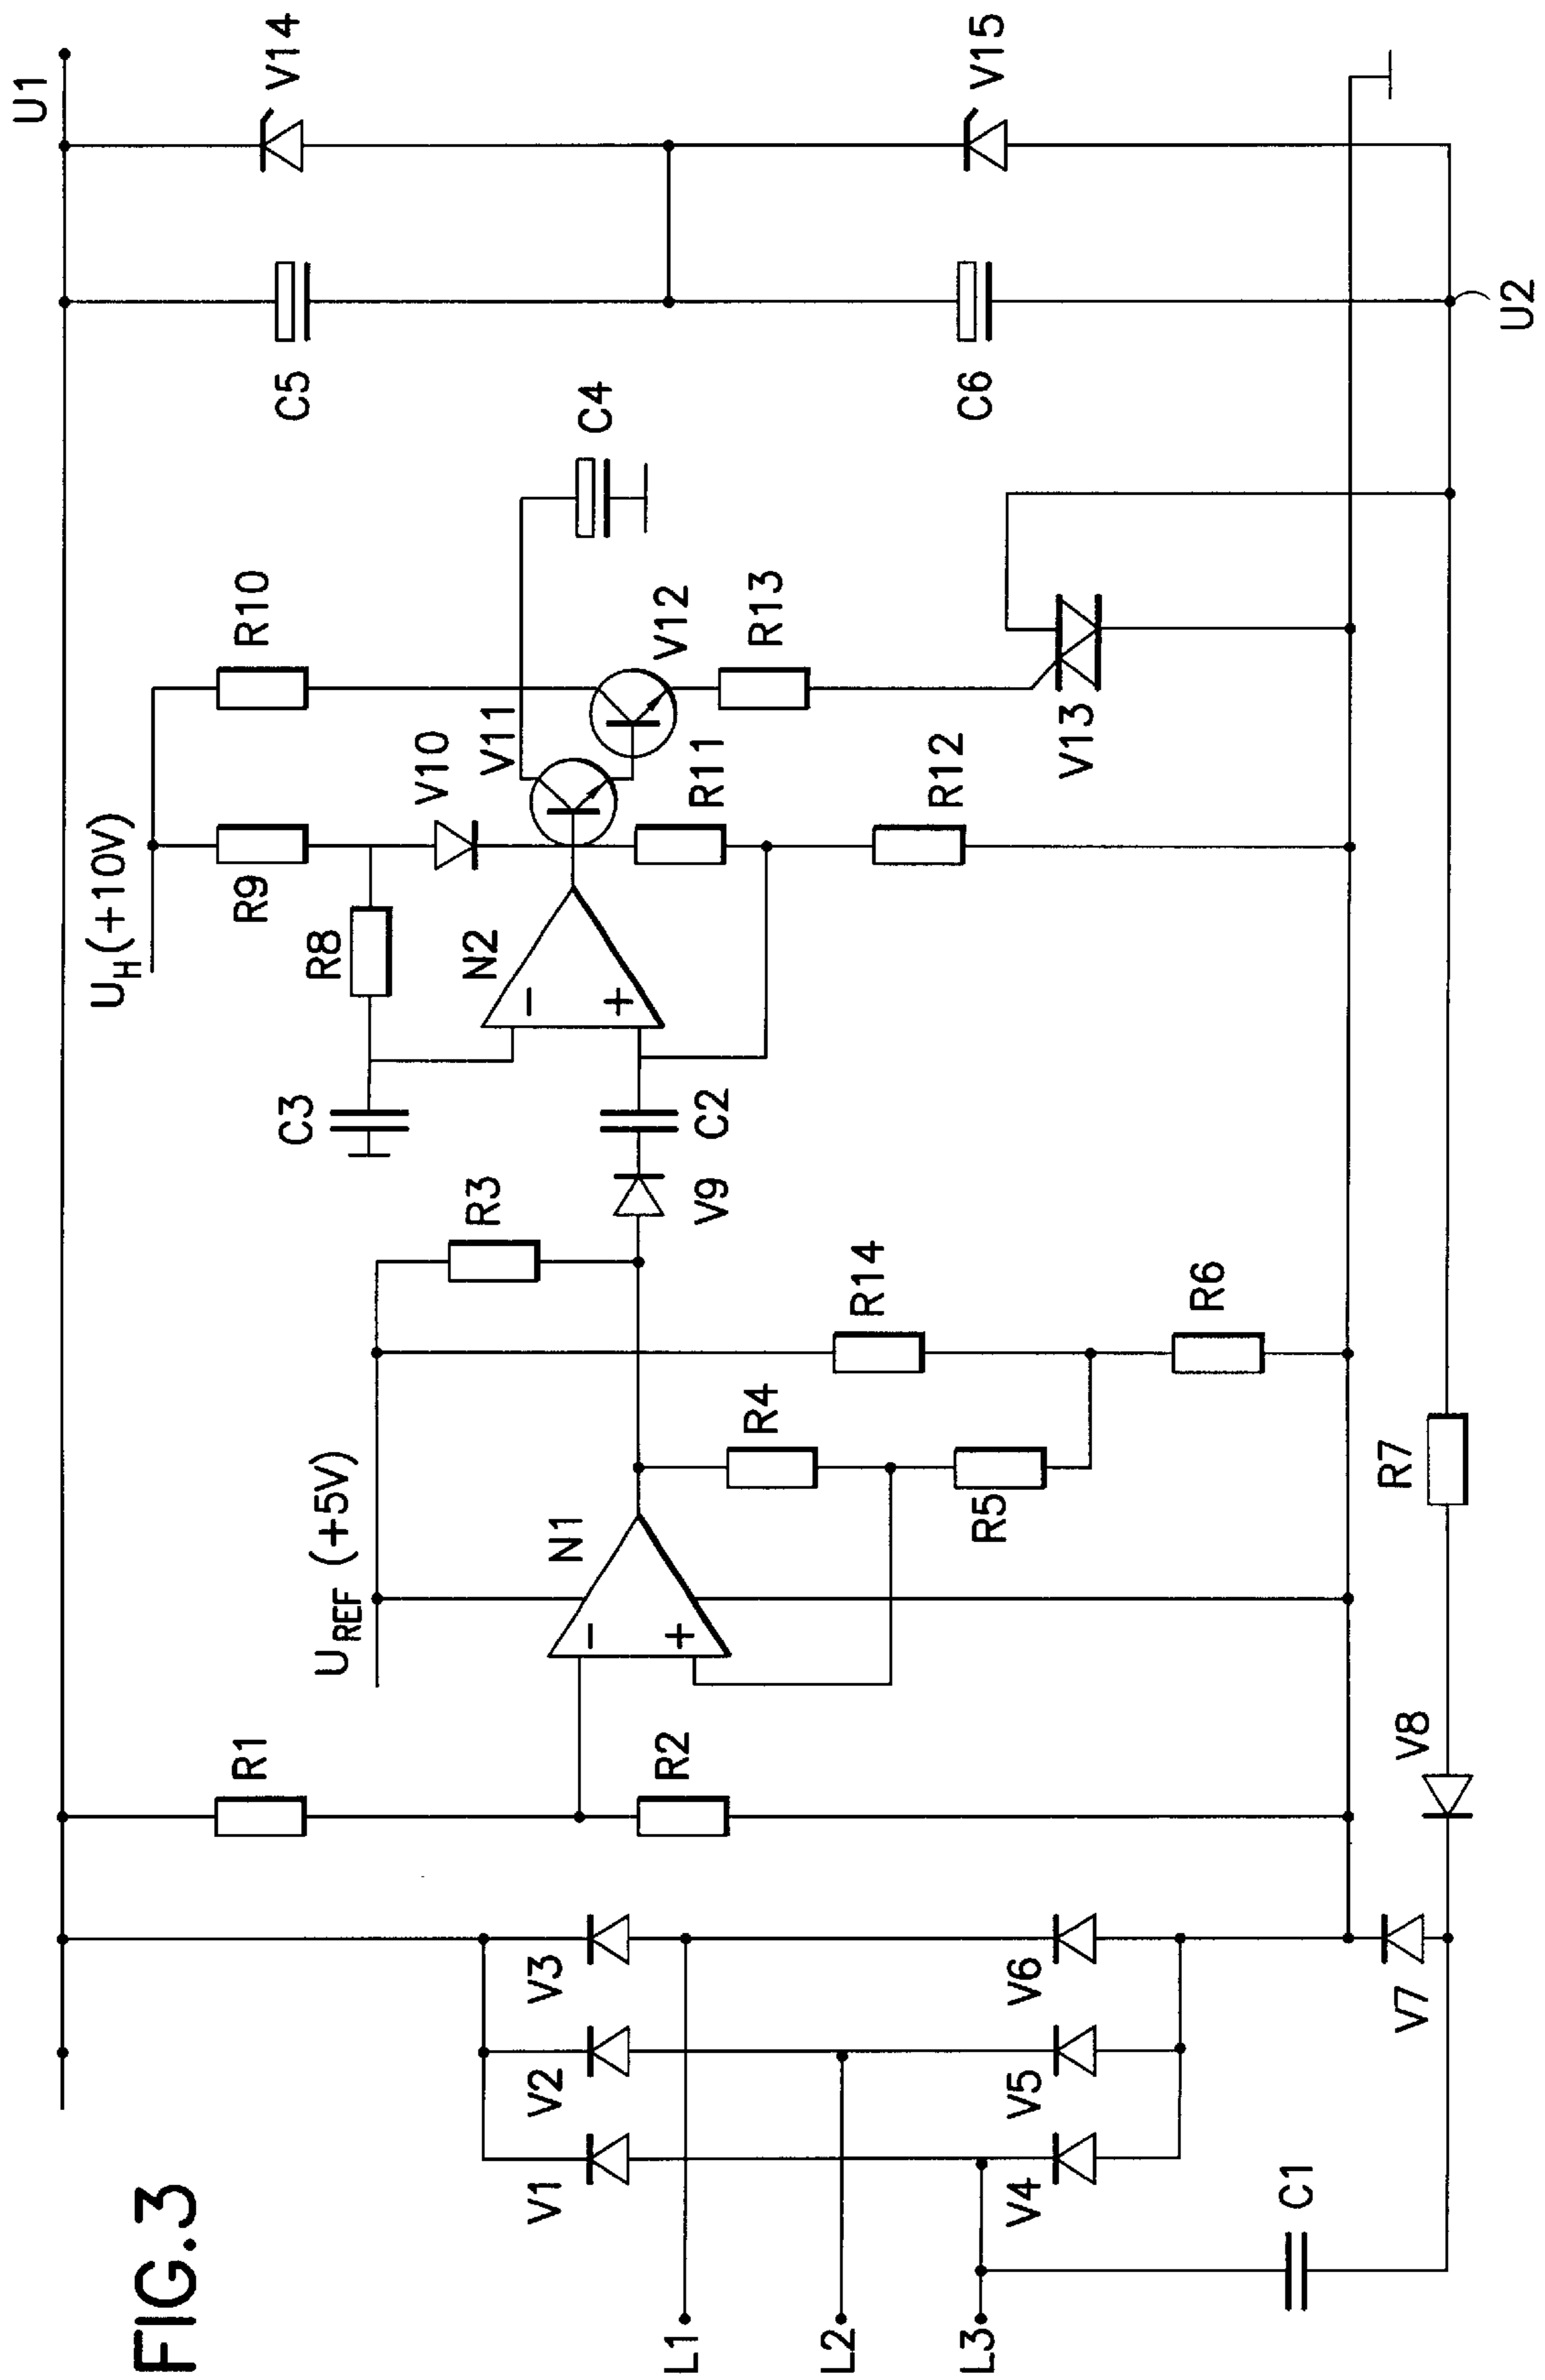 FIG.3
L1
L2
L3
C1
V1
V2
V3
V4
V5
V6
V7
V8
R1
R2
U REF (+5V)
N1
R4
R5
R14
R6
R7
R3
V9
C2
C3
N2
R8
UH(+10V)
R9
V10
V11
R11
R12
R10
V12
R13
V13
C4
C5
C6
V14
V15
U1
U2
−
+
−
+